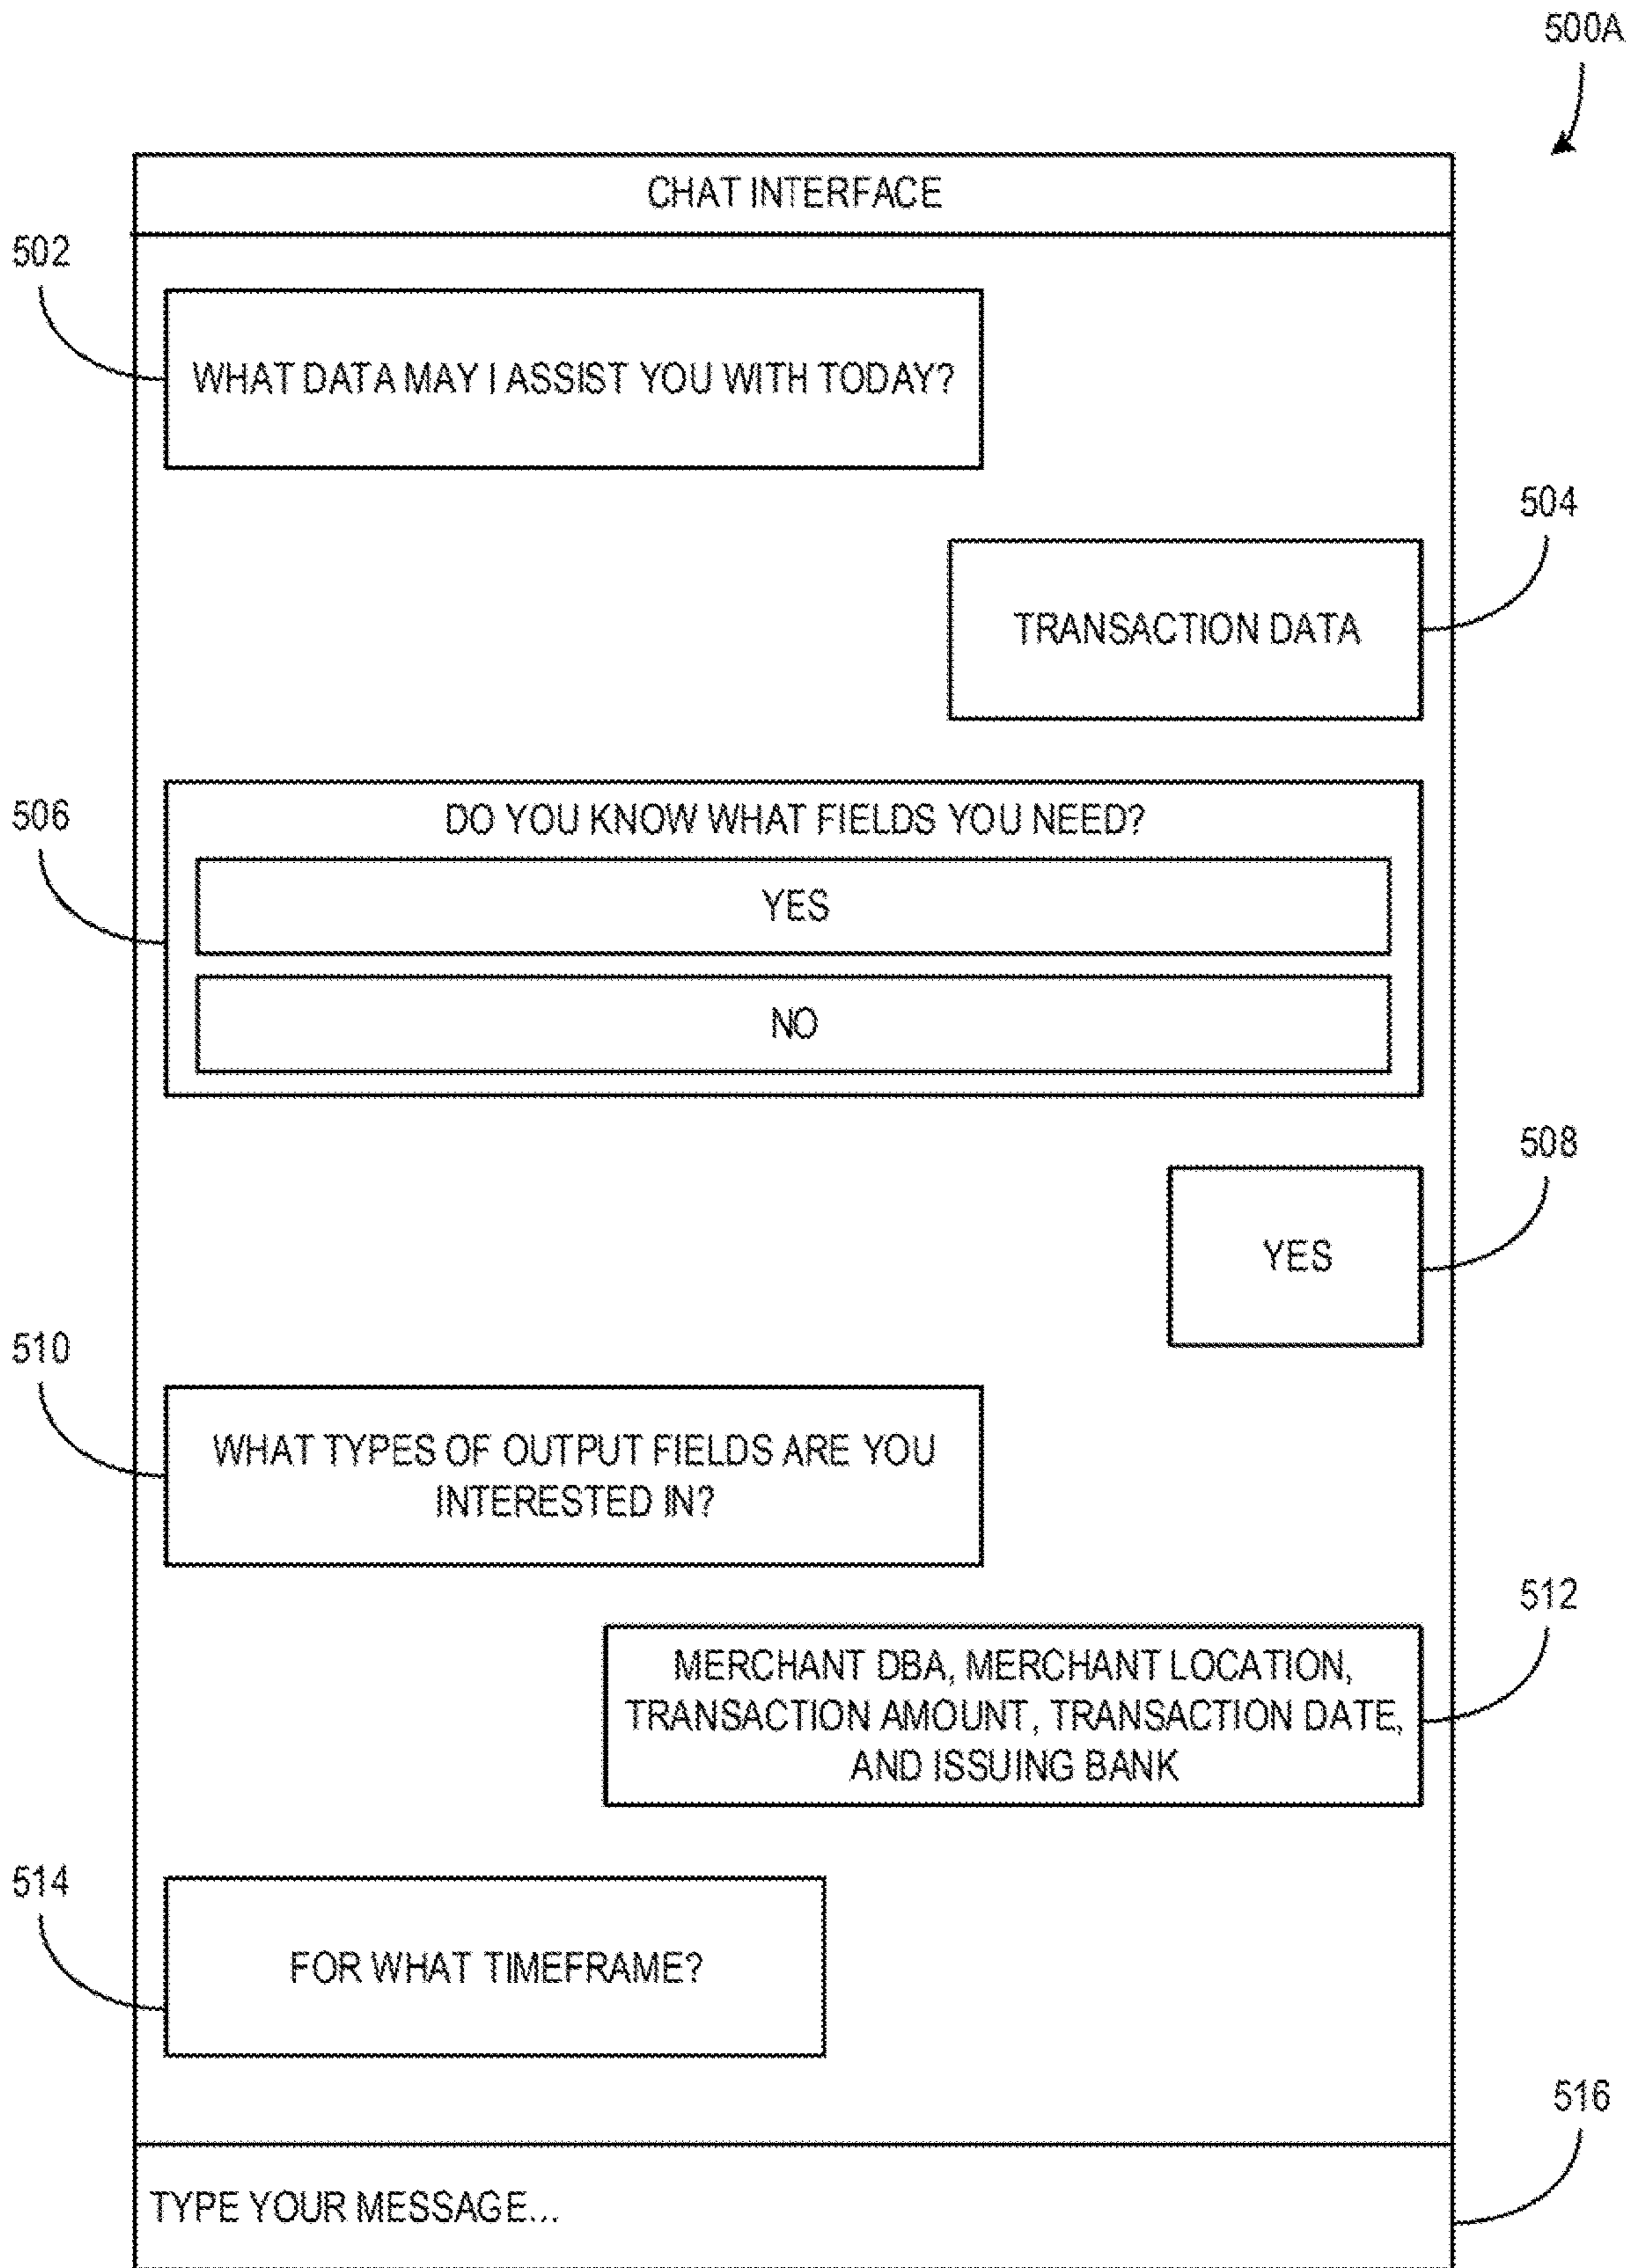 500A
CHAT INTERFACE
502
WHAT DATA MAY I ASSIST YOU WITH TODAY?
504
TRANSACTION DATA
506
DO YOU KNOW WHAT FIELDS YOU NEED?
YES
NO
508
YES
510
WHAT TYPES OF OUTPUT FIELDS ARE YOU
INTERESTED IN?
512
MERCHANT DBA, MERCHANT LOCATION,
TRANSACTION AMOUNT, TRANSACTION DATE,
AND ISSUING BANK
514
FOR WHAT TIMEFRAME?
516
TYPE YOUR MESSAGE...